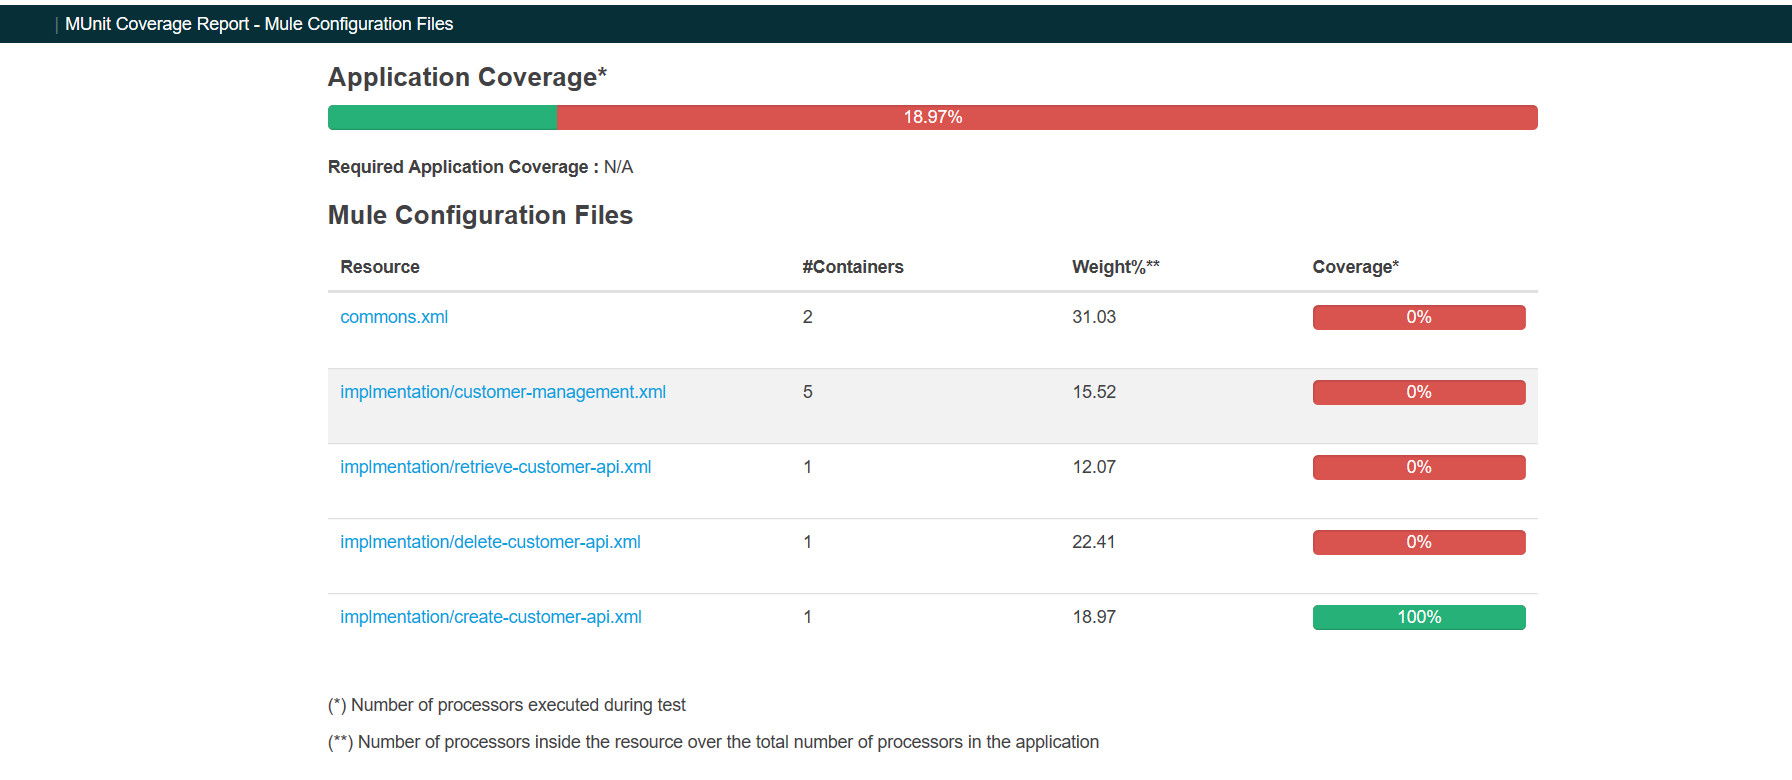 MUnit Coverage Report - Mule Configuration Files
Application Coverage*
18.97%
Required Application Coverage : N/A
Mule Configuration Files
Resource #Containers Weight%** Coverage*
commons.xml 2 31.03 0%
implmentation/customer-management.xml 5 15.52 0%
implmentation/retrieve-customer-api.xml 1 12.07 0%
implmentation/delete-customer-api.xml 1 22.41 0%
implmentation/create-customer-api.xml 1 18.97 100%
(*) Number of processors executed during test
(**) Number of processors inside the resource over the total number of processors in the application